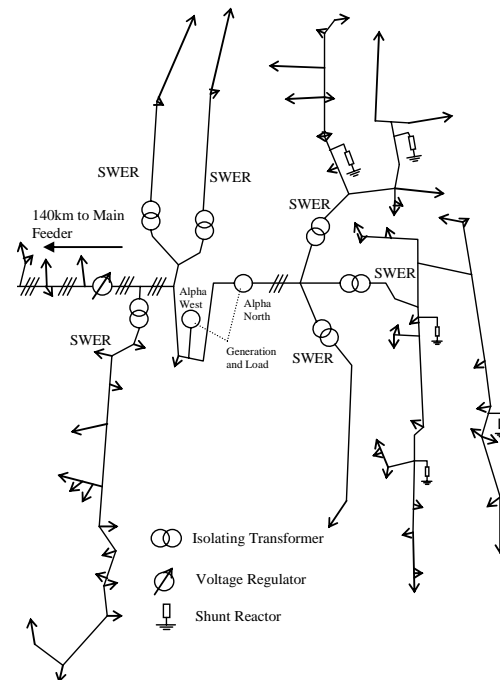 SWER
SWER
140km to Main
Feeder
SWER
Alpha
West
Alpha
North
SWER
SWER
Generation
and Load
SWER
Isolating Transformer
Voltage Regulator
Shunt Reactor